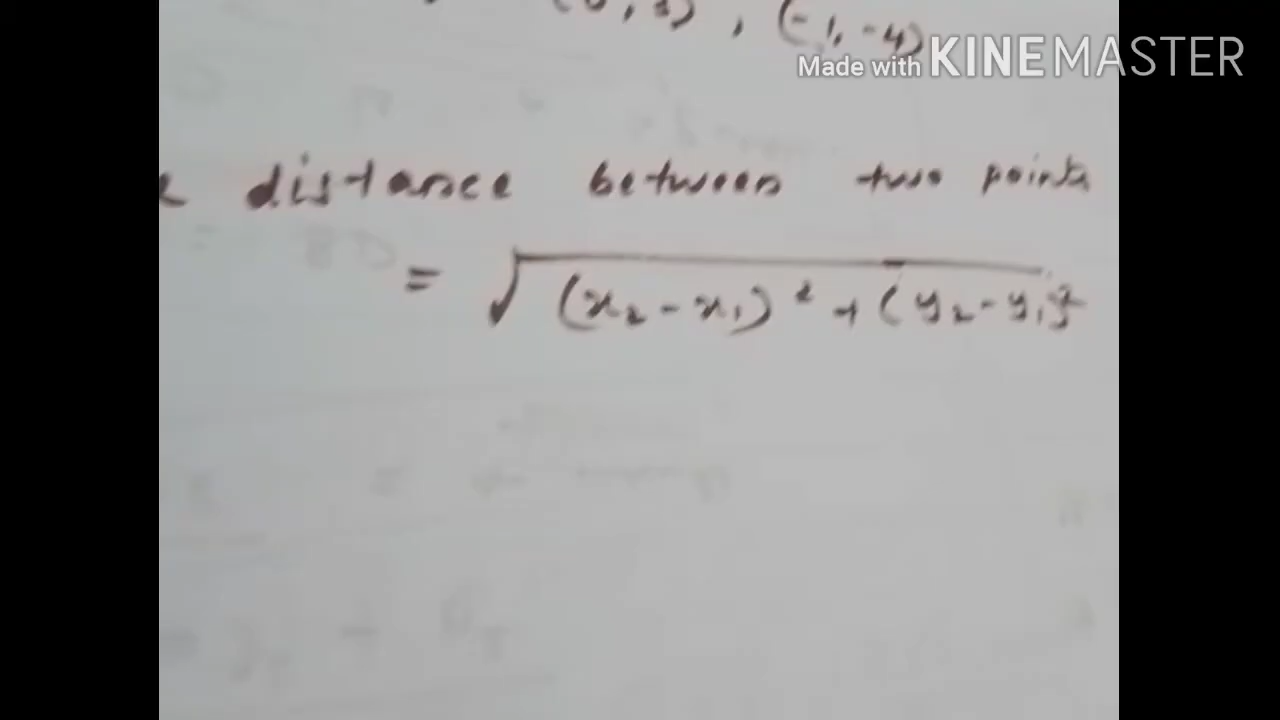 , (-1, -4)
Made with KINEMASTER
distance between two points
= √(x₂ - x₁)² + (y₂ - y₁)²